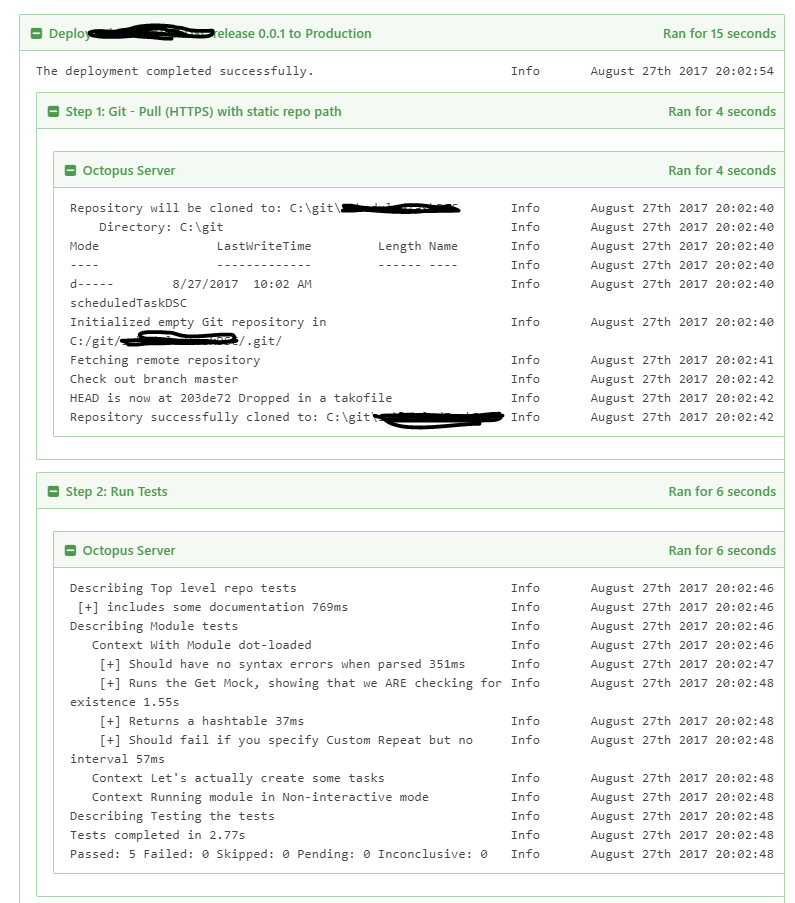 Deploy release 0.0.1 to Production Ran for 15 seconds
The deployment completed successfully. Info August 27th 2017 20:02:54
Step 1: Git - Pull (HTTPS) with static repo path Ran for 4 seconds
Octopus Server Ran for 4 seconds
Repository will be cloned to: C:\git\ Info August 27th 2017 20:02:40
Directory: C:\git Info August 27th 2017 20:02:40
Mode LastWriteTime Length Name Info August 27th 2017 20:02:40
---- ------------- ------ ---- Info August 27th 2017 20:02:40
d----- 8/27/2017 10:02 AM Info August 27th 2017 20:02:40
scheduledTaskDSC
Initialized empty Git repository in Info August 27th 2017 20:02:40
C:/git/ /.git/
Fetching remote repository Info August 27th 2017 20:02:41
Check out branch master Info August 27th 2017 20:02:42
HEAD is now at 203de72 Dropped in a takofile Info August 27th 2017 20:02:42
Repository successfully cloned to: C:\git\ Info August 27th 2017 20:02:42
Step 2: Run Tests Ran for 6 seconds
Octopus Server Ran for 6 seconds
Describing Top level repo tests Info August 27th 2017 20:02:46
[+] includes some documentation 769ms Info August 27th 2017 20:02:46
Describing Module tests Info August 27th 2017 20:02:46
Context With Module dot-loaded Info August 27th 2017 20:02:46
[+] Should have no syntax errors when parsed 351ms Info August 27th 2017 20:02:47
[+] Runs the Get Mock, showing that we ARE checking for Info August 27th 2017 20:02:48
existence 1.55s
[+] Returns a hashtable 37ms Info August 27th 2017 20:02:48
[+] Should fail if you specify Custom Repeat but no Info August 27th 2017 20:02:48
interval 57ms
Context Let's actually create some tasks Info August 27th 2017 20:02:48
Context Running module in Non-interactive mode Info August 27th 2017 20:02:48
Describing Testing the tests Info August 27th 2017 20:02:48
Tests completed in 2.77s Info August 27th 2017 20:02:48
Passed: 5 Failed: 0 Skipped: 0 Pending: 0 Inconclusive: 0 Info August 27th 2017 20:02:48